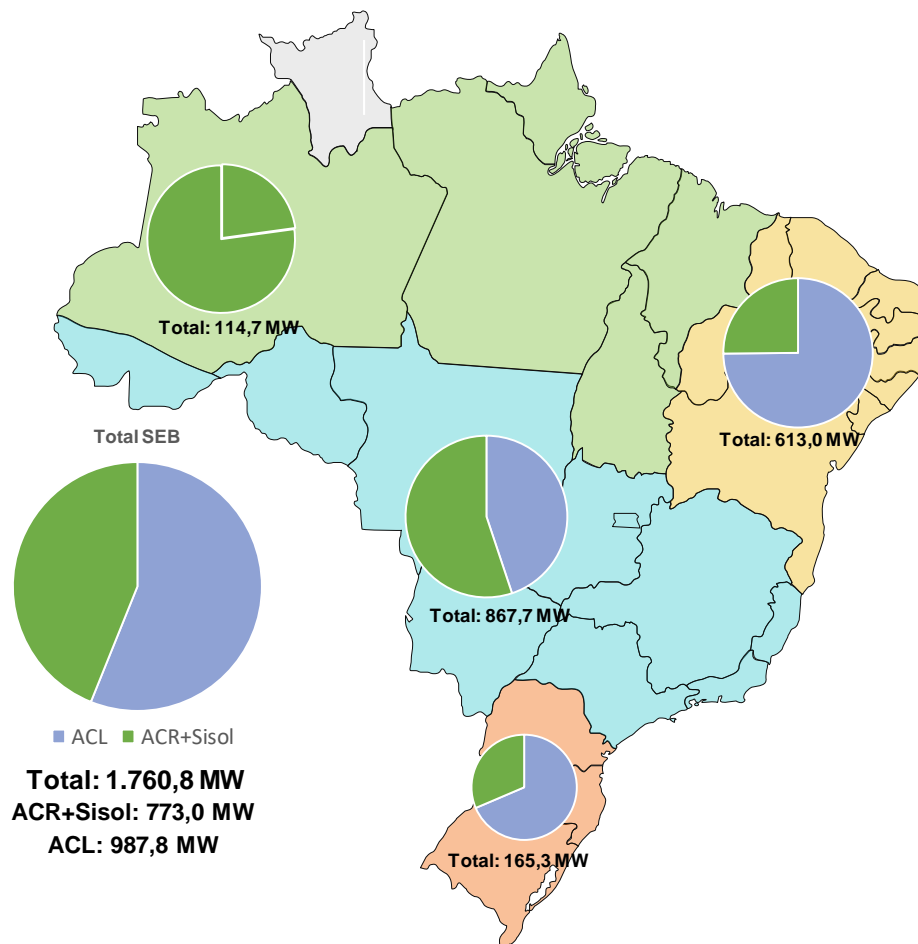 Total: 114,7 MW
Total: 613,0 MW
Total SEB
Total: 867,7 MW
ACL ACR+Sisol
Total: 1.760,8 MW
ACR+Sisol: 773,0 MW
ACL: 987,8 MW
Total: 165,3 MW